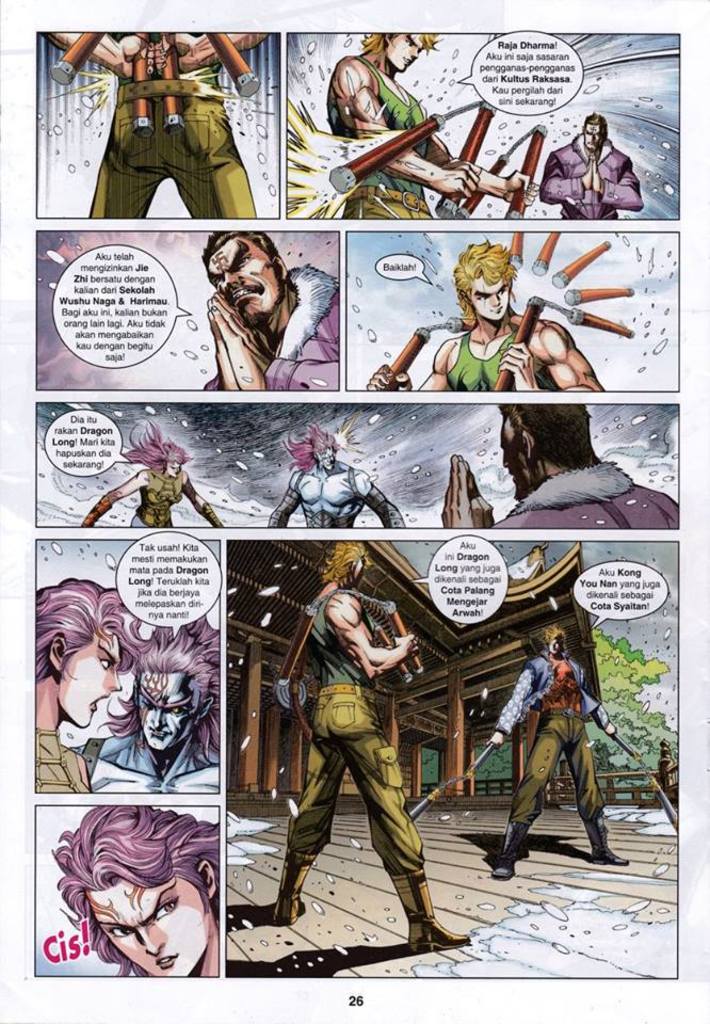 Raja Dharma!
Aku ini saja sasaran
pengganas-pengganas
dari Kultus Raksasa.
Kau pergilah dari
sini sekarang!
Aku telah
mengizinkan Jie
Zhi bersatu dengan
kalian dari Sekolah
Wushu Naga & Harimau.
Bagi aku ini, kalian bukan
orang lain lagi. Aku tidak
akan mengabaikan
kau dengan begitu
saja!
Baiklah!
Dia itu
rakan Dragon
Long! Mari kita
hapuskan dia
sekarang!
Tak usah! Kita
mesti memusnahkan
mata pada Dragon
Long! Teruklah kita
jika dia berjaya
melepaskan diri-
nya nanti!
Cis!
Aku
ini Dragon
Long yang juga
dikenali sebagai
Cota Palang
Mengejar
Arwah!
Aku Kong
You Nan yang juga
dikenali sebagai
Cota Syaitan!
26